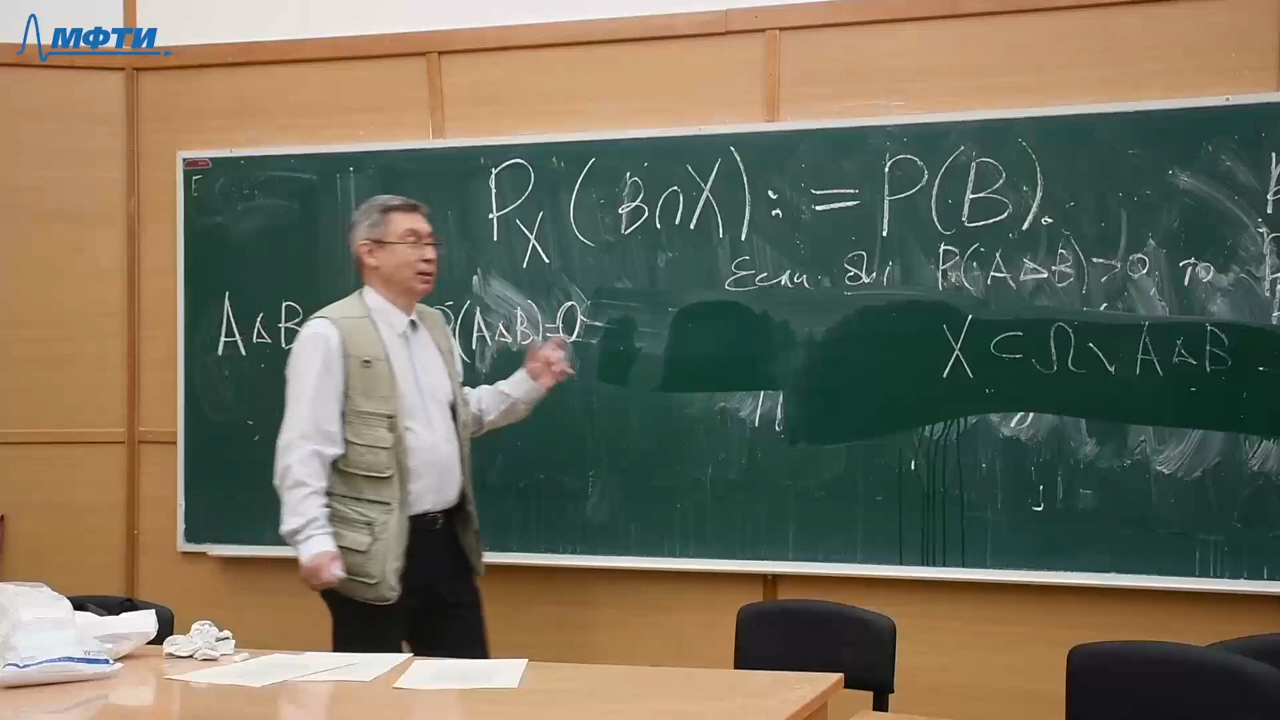 МФТИ
P_X (B∩X) := P(B).
Если бы P(A△B)>0, то
A△B P(A△B)=0
X ⊂ Ω \ A△B